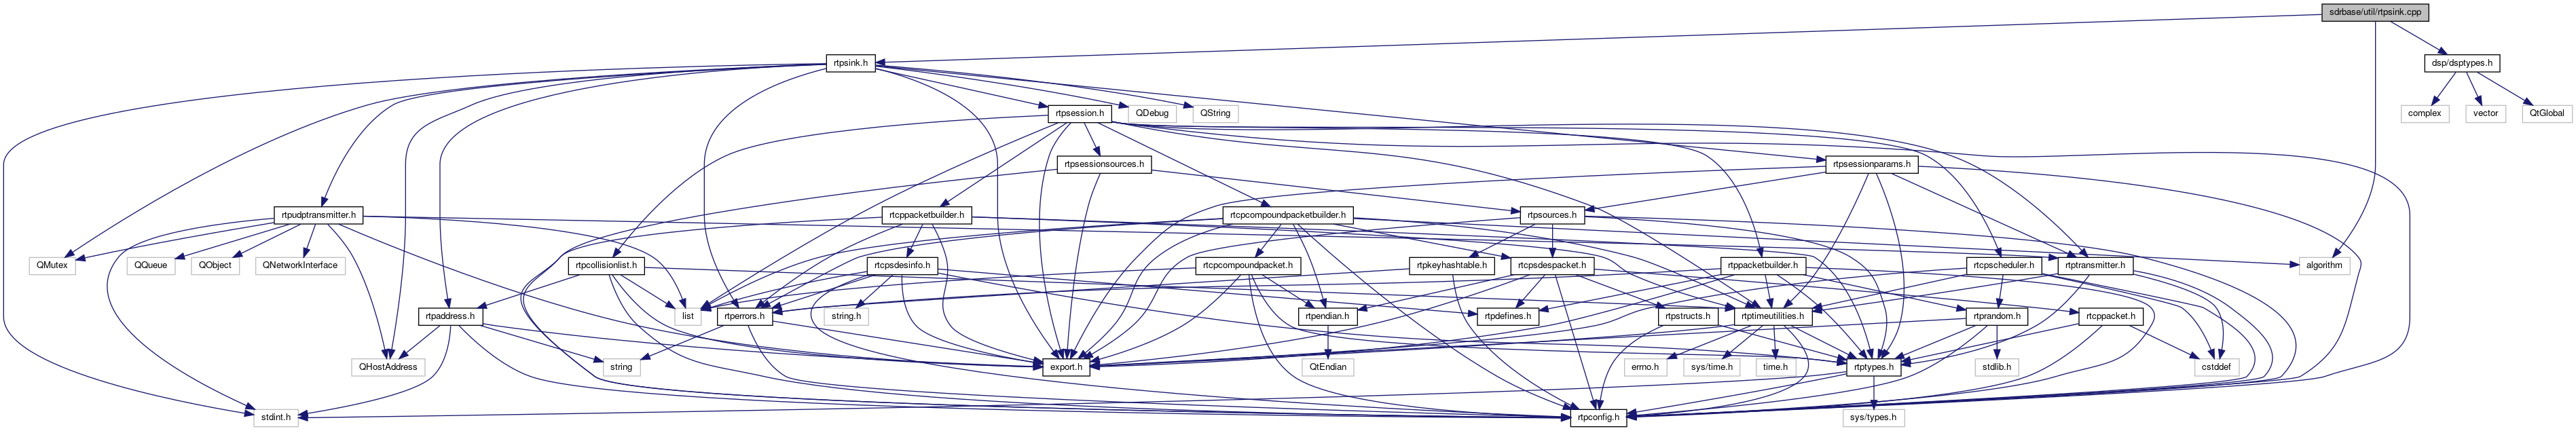 sdrbase/util/rtpsink.cpp
rtpsink.h
dsp/dsptypes.h
rtpsession.h
QDebug
QString
complex
vector
QtGlobal
rtpsessionsources.h
rtpsessionparams.h
rtpudptransmitter.h
rtcppacketbuilder.h
rtcpcompoundpacketbuilder.h
rtpsources.h
QMutex
QQueue
QObject
QNetworkInterface
rtpcollisionlist.h
rtcpsdesinfo.h
rtcpcompoundpacket.h
rtpkeyhashtable.h
rtcpsdespacket.h
rtppacketbuilder.h
rtcpscheduler.h
rtptransmitter.h
algorithm
rtpaddress.h
list
rtperrors.h
string.h
rtpendian.h
rtpdefines.h
rtpstructs.h
rtptimeutilities.h
rtprandom.h
rtcppacket.h
QHostAddress
string
export.h
QtEndian
errno.h
sys/time.h
time.h
rtptypes.h
stdlib.h
cstddef
stdint.h
rtpconfig.h
sys/types.h